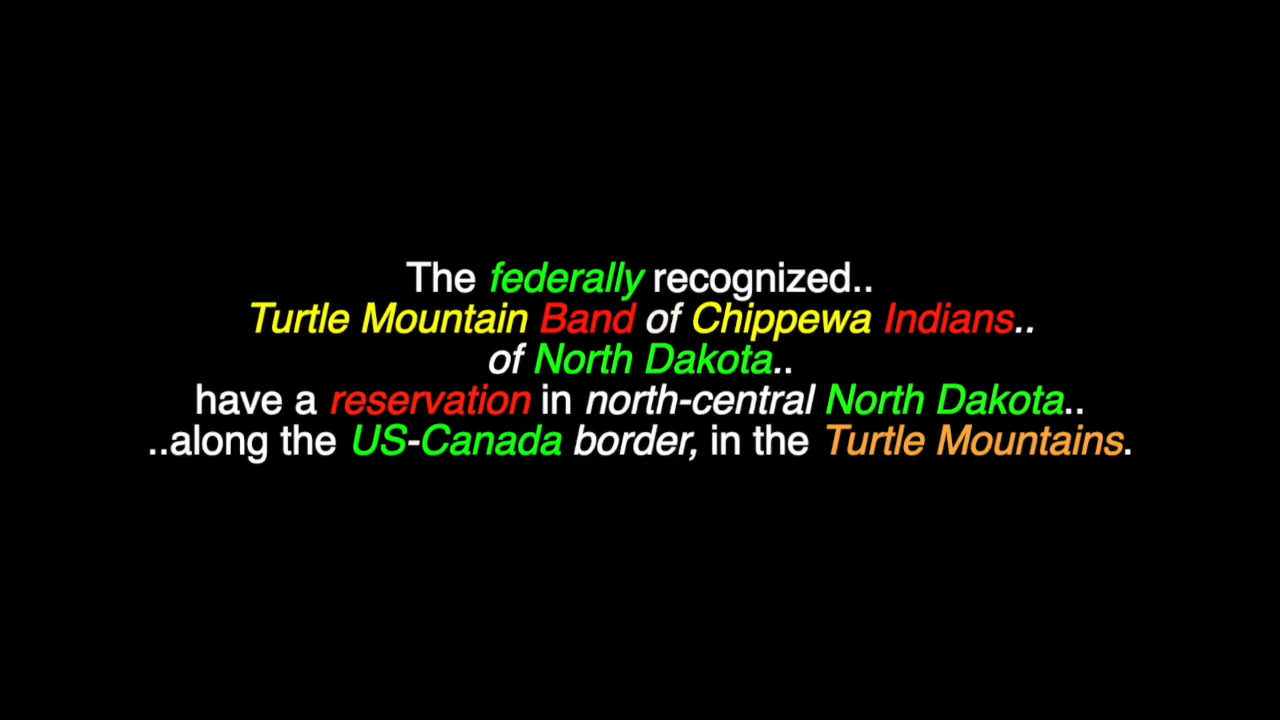 The federally recognized..
Turtle Mountain Band of Chippewa Indians..
of North Dakota..
have a reservation in north-central North Dakota..
..along the US-Canada border, in the Turtle Mountains.